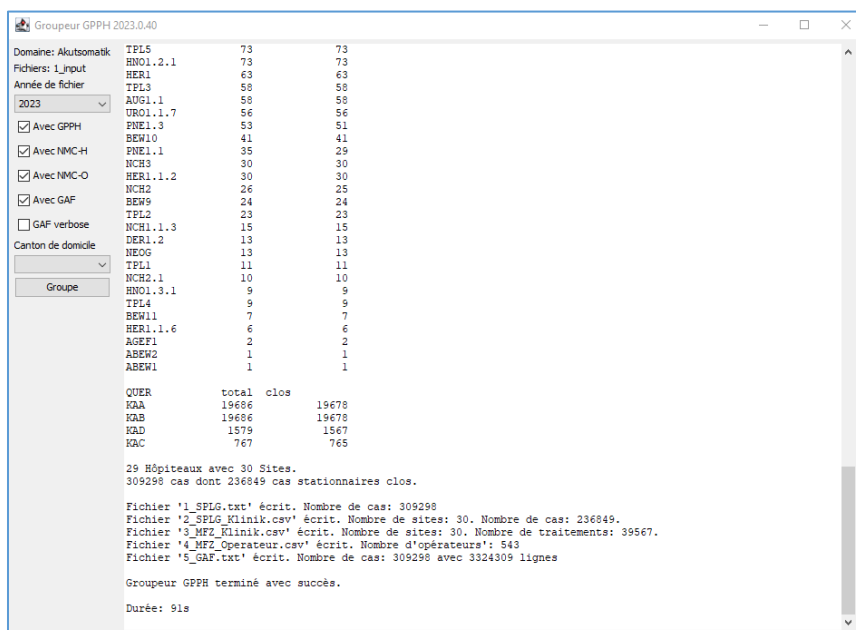 Groupeur GPPH 2023.0.40
Domaine: Akutsomatik
Fichiers: 1_input
Année de fichier
2023
Avec GPPH
Avec NMC-H
Avec NMC-O
Avec GAF
GAF verbose
Canton de domicile
Groupe
TPL5 73 73
HNO1.2.1 73 73
HER1 63 63
TPL3 58 58
AUG1.1 58 58
URO1.1.7 56 56
PNE1.3 53 51
BEW10 41 41
PNE1.1 35 29
NCH3 30 30
HER1.1.2 30 30
NCH2 26 25
BEW9 24 24
TPL2 23 23
NCH1.1.3 15 15
DER1.2 13 13
NEOG 13 13
TPL1 11 11
NCH2.1 10 10
HNO1.3.1 9 9
TPL4 9 9
BEW11 7 7
HER1.1.6 6 6
AGEF1 2 2
ABEW2 1 1
ABEW1 1 1
QUER total clos
KAA 19686 19678
KAB 19686 19678
KAD 1579 1567
KAC 767 765
29 Hôpiteaux avec 30 Sites.
309298 cas dont 236849 cas stationnaires clos.
Fichier '1_SPLG.txt' écrit. Nombre de cas: 309298
Fichier '2_SPLG_Klinik.csv' écrit. Nombre de sites: 30. Nombre de cas: 236849.
Fichier '3_MFZ_Klinik.csv' écrit. Nombre de sites: 30. Nombre de traitements: 39567.
Fichier '4_MFZ_Operateur.csv' écrit. Nombre d'opérateurs': 543
Fichier '5_GAF.txt' écrit. Nombre de cas: 309298 avec 3324309 lignes
Groupeur GPPH terminé avec succès.
Durée: 91s